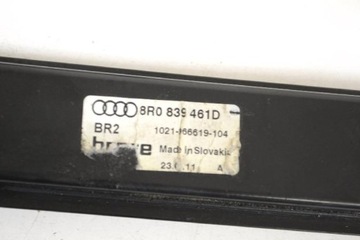 8R0 839 461D
BR2 1021-166619-104
Made in Slovakia
A